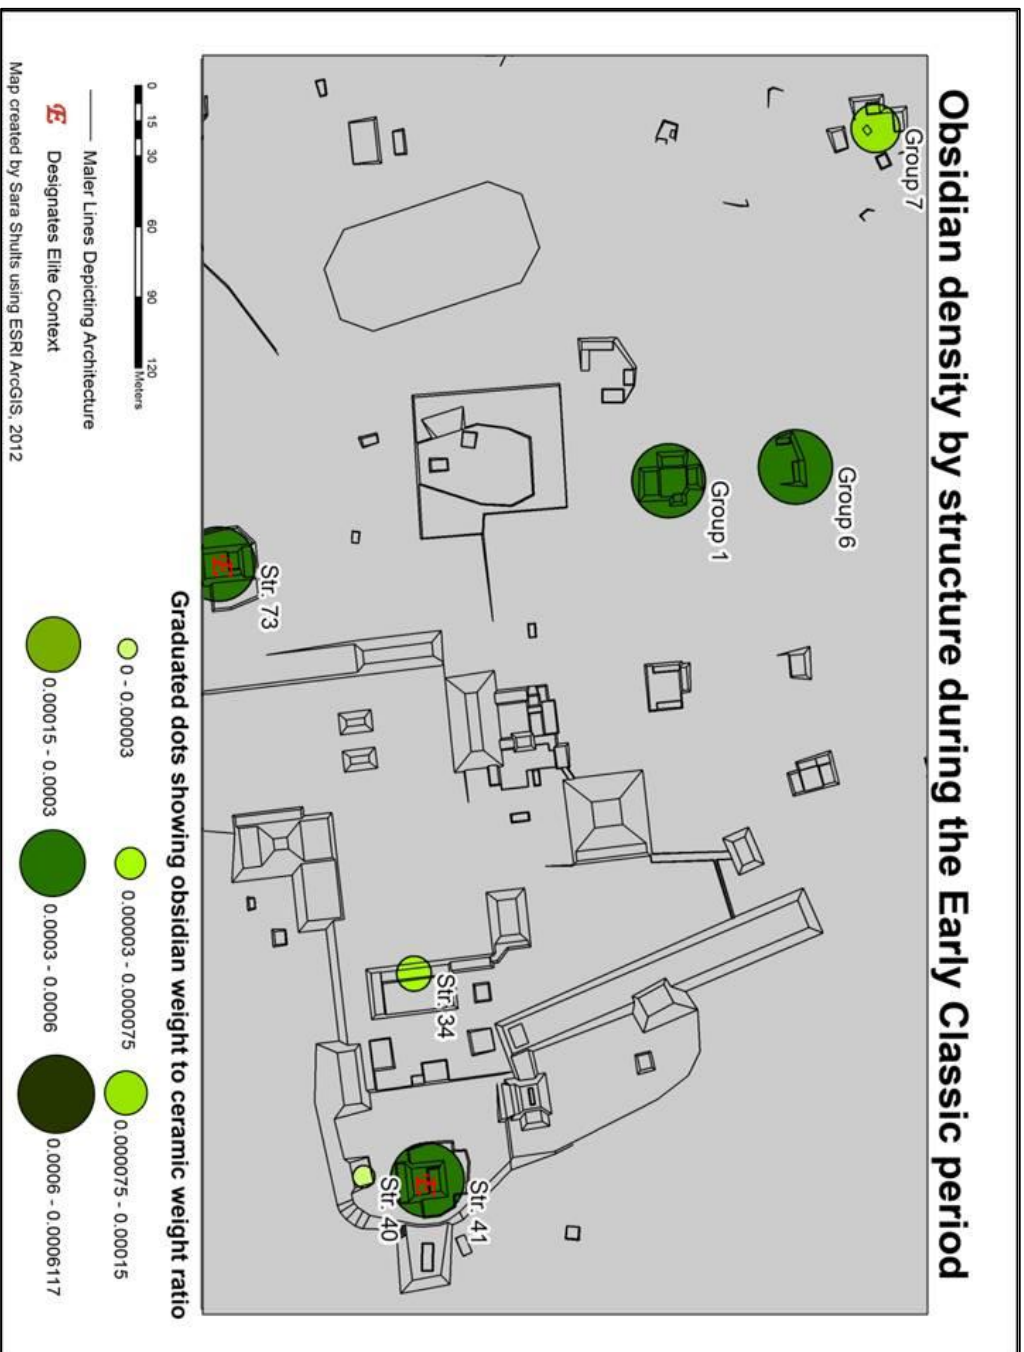 Obsidian density by structure during the Early Classic period
Group 7
Group 6
Group 1
Str. 73
Str. 34
Str. 41
Str. 40
E
E
Graduated dots showing obsidian weight to ceramic weight ratio
0 15 30 60 90 120
Meters
Maler Lines Depicting Architecture
E Designates Elite Context
Map created by Sara Shults using ESRI ArcGIS, 2012
0 - 0.00003
0.00003 - 0.000075
0.000075 - 0.00015
0.00015 - 0.0003
0.0003 - 0.0006
0.0006 - 0.0006117